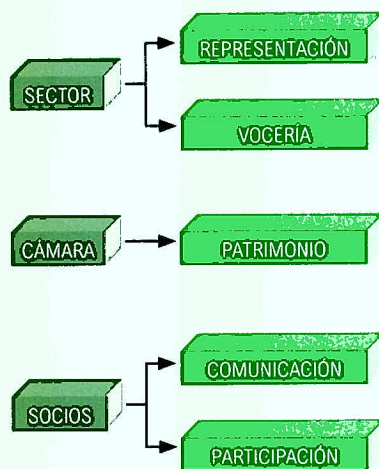 SECTOR
REPRESENTACIÓN
VOCERÍA
CÁMARA
PATRIMONIO
SOCIOS
COMUNICACIÓN
PARTICIPACIÓN